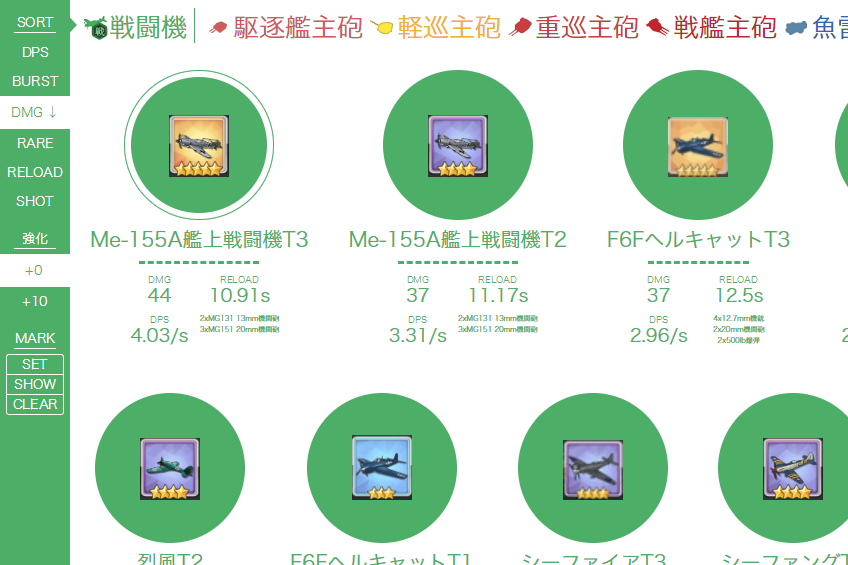 SORT
DPS
BURST
DMG ↓
RARE
RELOAD
SHOT
強化
+0
+10
MARK
SET
SHOW
CLEAR
戦闘機 駆逐艦主砲 軽巡主砲 重巡主砲 戦艦主砲 魚雷
Me-155A艦上戦闘機T3
DMG RELOAD
44 10.91s
DPS
4.03/s
2xMG131 13mm機関砲
3xMG151 20mm機関砲
Me-155A艦上戦闘機T2
DMG RELOAD
37 11.17s
DPS
3.31/s
2xMG131 13mm機関砲
3xMG151 20mm機関砲
F6FヘルキャットT3
DMG RELOAD
37 12.5s
DPS
2.96/s
4x12.7mm機銃
2x20mm機関砲
2x500lb爆弾
2
烈風T2
F6FヘルキャットT1
シーファイアT3
シーファングT